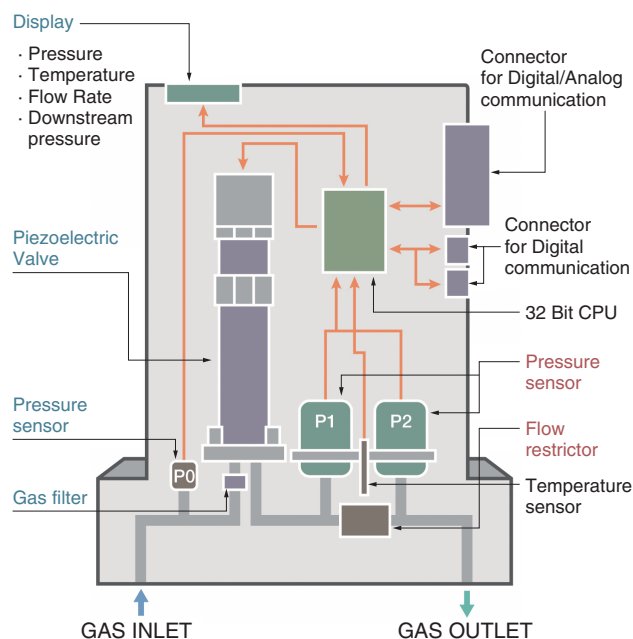 Display
· Pressure
· Temperature
· Flow Rate
· Downstream
pressure
Connector
for Digital/Analog
communication
Piezoelectric
Valve
Connector
for Digital
communication
32 Bit CPU
Pressure
sensor
P1
P2
Pressure
sensor
Flow
restrictor
P0
Gas filter
Temperature
sensor
GAS INLET
GAS OUTLET